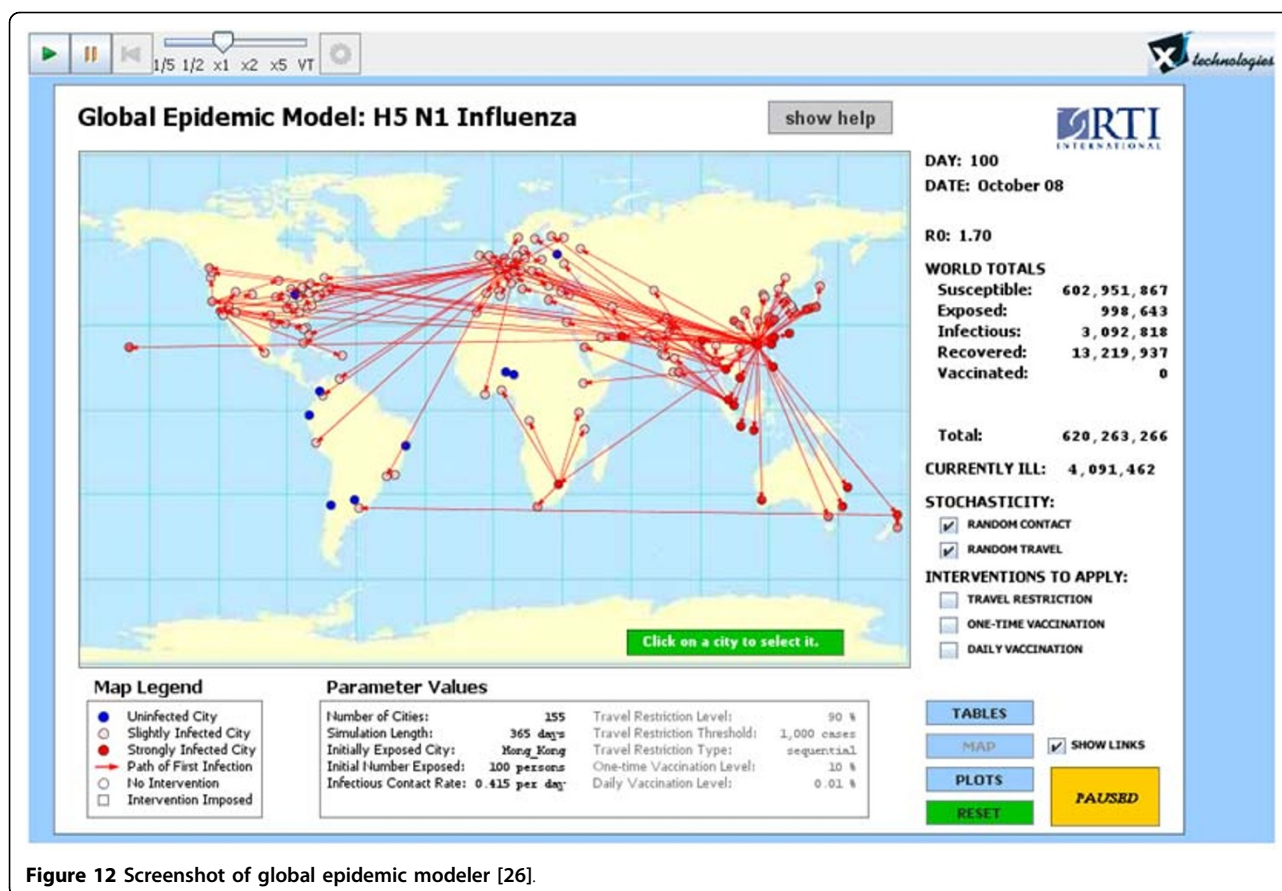 1/5 1/2 x1 x2 x5 VT
X technologies
Global Epidemic Model: H5 N1 Influenza
show help
RTI
INTERNATIONAL
DAY: 100
DATE: October 08
R0: 1.70
WORLD TOTALS
Susceptible: 602,951,867
Exposed: 998,643
Infectious: 3,092,818
Recovered: 13,219,937
Vaccinated: 0
Total: 620,263,266
CURRENTLY ILL: 4,091,462
STOCHASTICITY:
RANDOM CONTACT
RANDOM TRAVEL
INTERVENTIONS TO APPLY:
TRAVEL RESTRICTION
ONE-TIME VACCINATION
DAILY VACCINATION
Click on a city to select it.
Map Legend
Uninfected City
Slightly Infected City
Strongly Infected City
Path of First Infection
No Intervention
Intervention Imposed
Parameter Values
Number of Cities: 155 Travel Restriction Level: 90 %
Simulation Length: 365 days Travel Restriction Threshold: 1,000 cases
Initially Exposed City: Hong_Kong Travel Restriction Type: sequential
Initial Number Exposed: 100 persons One-time Vaccination Level: 10 %
Infectious Contact Rate: 0.415 per day Daily Vaccination Level: 0.01 %
TABLES
MAP SHOW LINKS
PLOTS
RESET
PAUSED
Figure 12 Screenshot of global epidemic modeler [26].